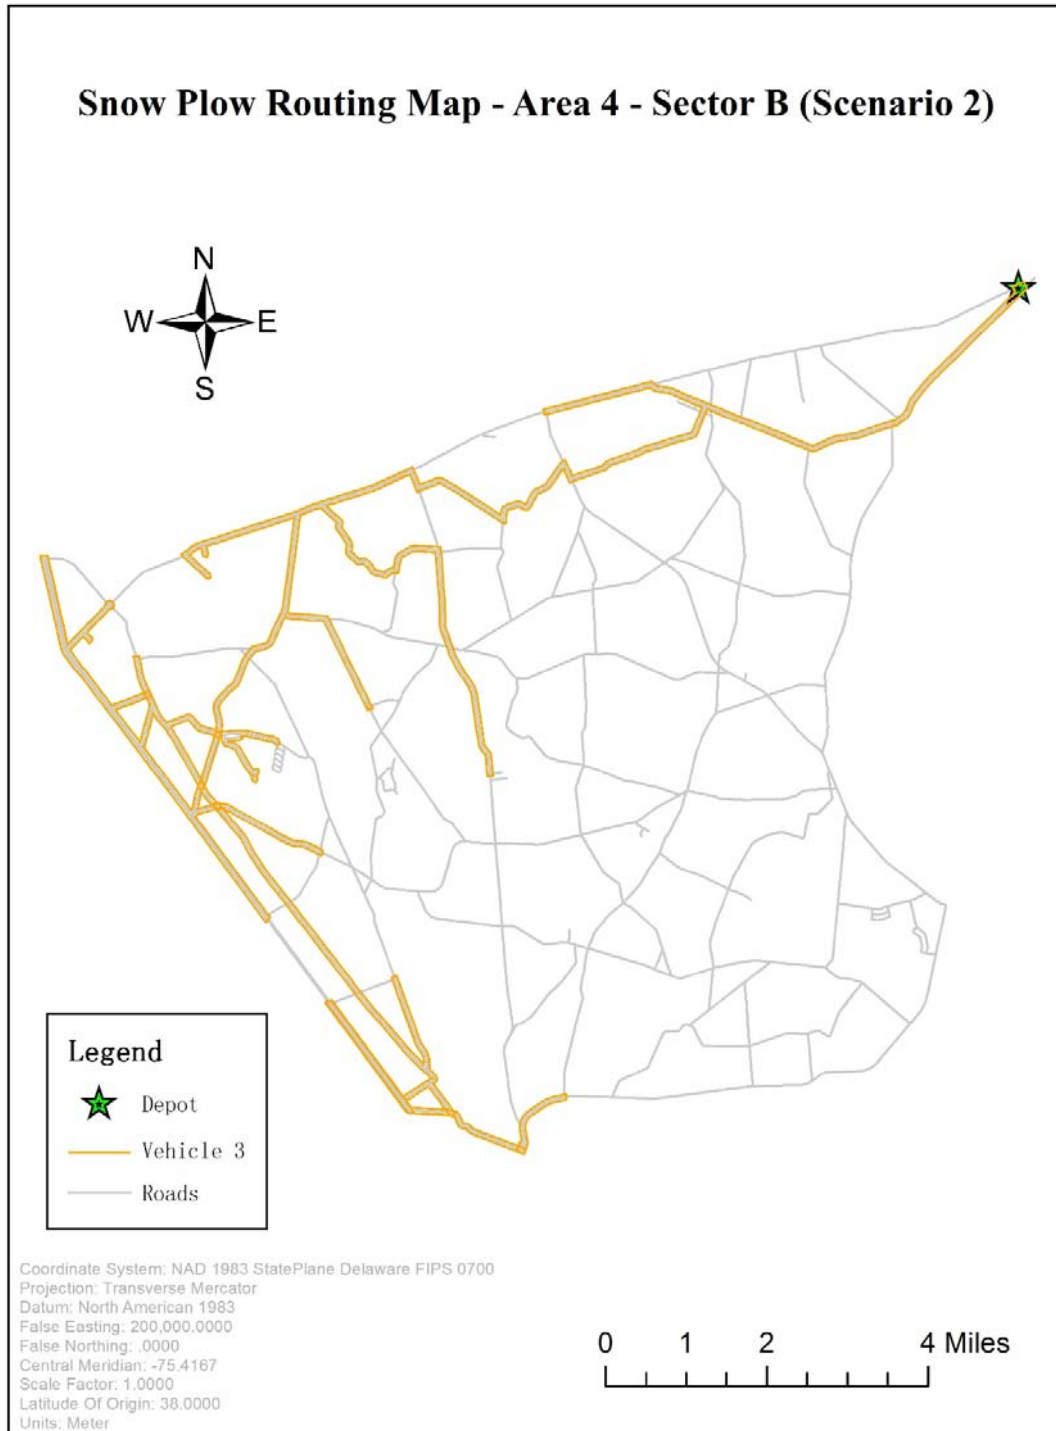 Snow Plow Routing Map - Area 4 - Sector B (Scenario 2)
N
W E
S
Legend
Depot
Vehicle 3
Roads
Coordinate System: NAD 1983 StatePlane Delaware FIPS 0700
Projection: Transverse Mercator
Datum: North American 1983
False Easting: 200,000.0000
False Northing: .0000
Central Meridian: -75.4167
Scale Factor: 1.0000
Latitude Of Origin: 38.0000
Units: Meter
0 1 2 4 Miles